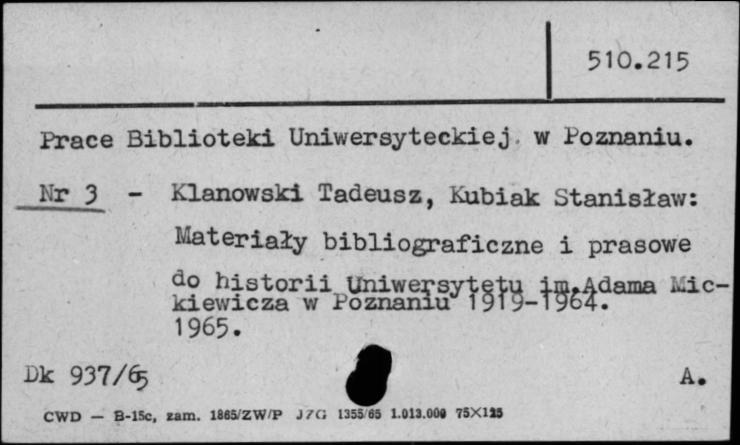 510.215
Prace Biblioteki Uniwersyteckiej w Poznaniu.
Nr 3 - Klanowski Tadeusz, Kubiak Stanisław:
Materiały bibliograficzne i prasowe
do historii Uniwersytetu im.Adama Mic-
kiewicza w Poznaniu 1919-1964.
1965.
Dk 937/65 A.
CWD — B-15c, zam. 1865/ZW/P J7G 1355/65 1.013.000 75X125